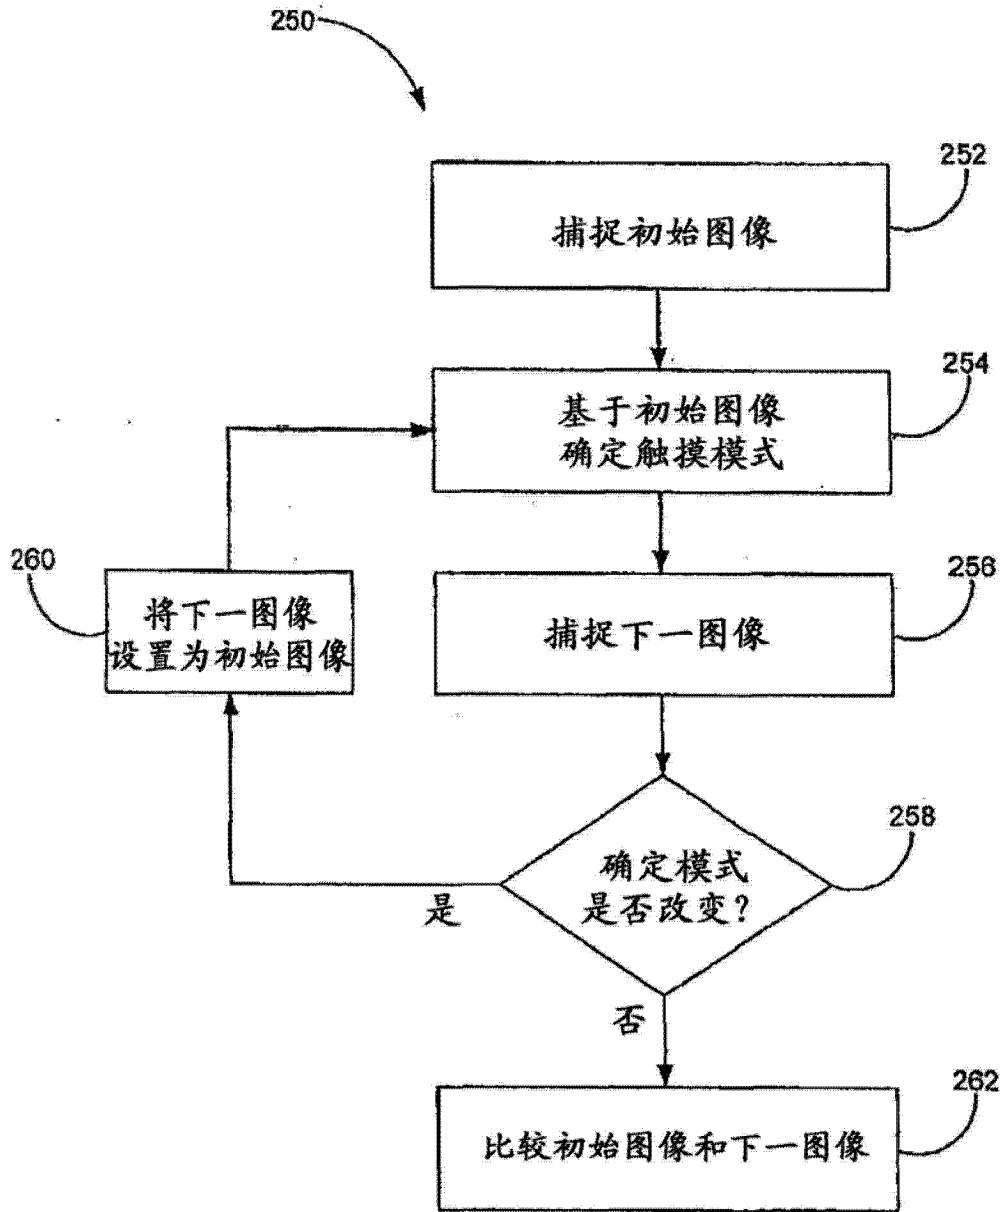 250
252
捕捉初始图像
254
基于初始图像
确定触摸模式
260
将下一图像
设置为初始图像
256
捕捉下一图像
258
确定模式
是否改变?
是
否
262
比较初始图像和下一图像